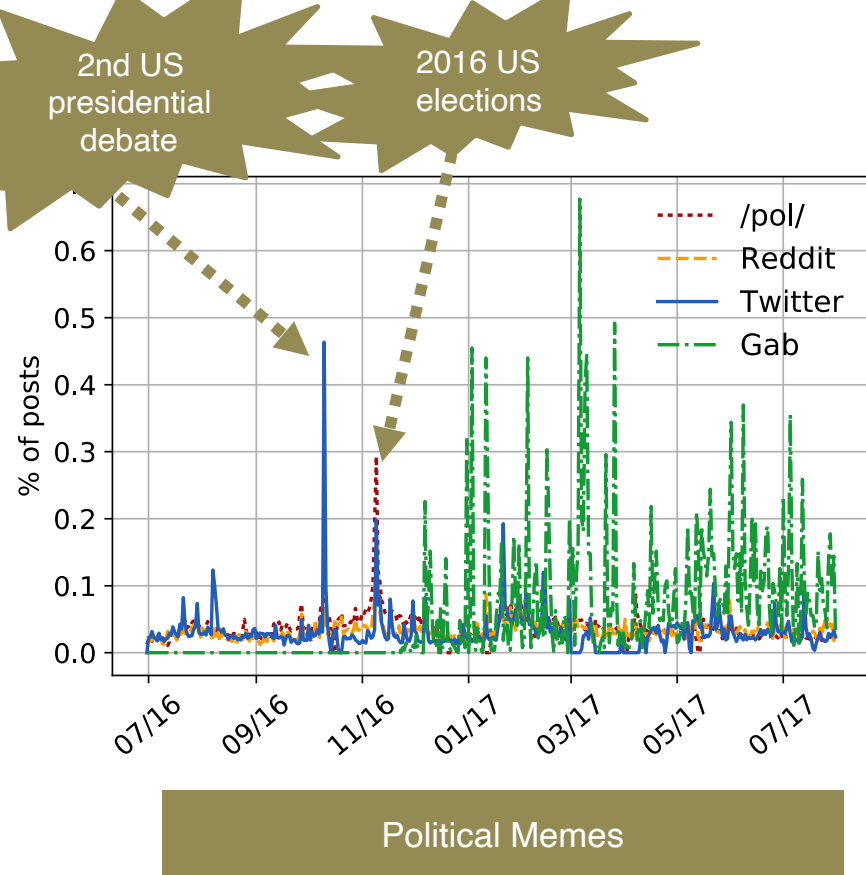 2nd US
presidential
debate
2016 US
elections
/pol/
Reddit
Twitter
Gab
% of posts
0.6
0.5
0.4
0.3
0.2
0.1
0.0
07/16
09/16
11/16
01/17
03/17
05/17
07/17
Political Memes